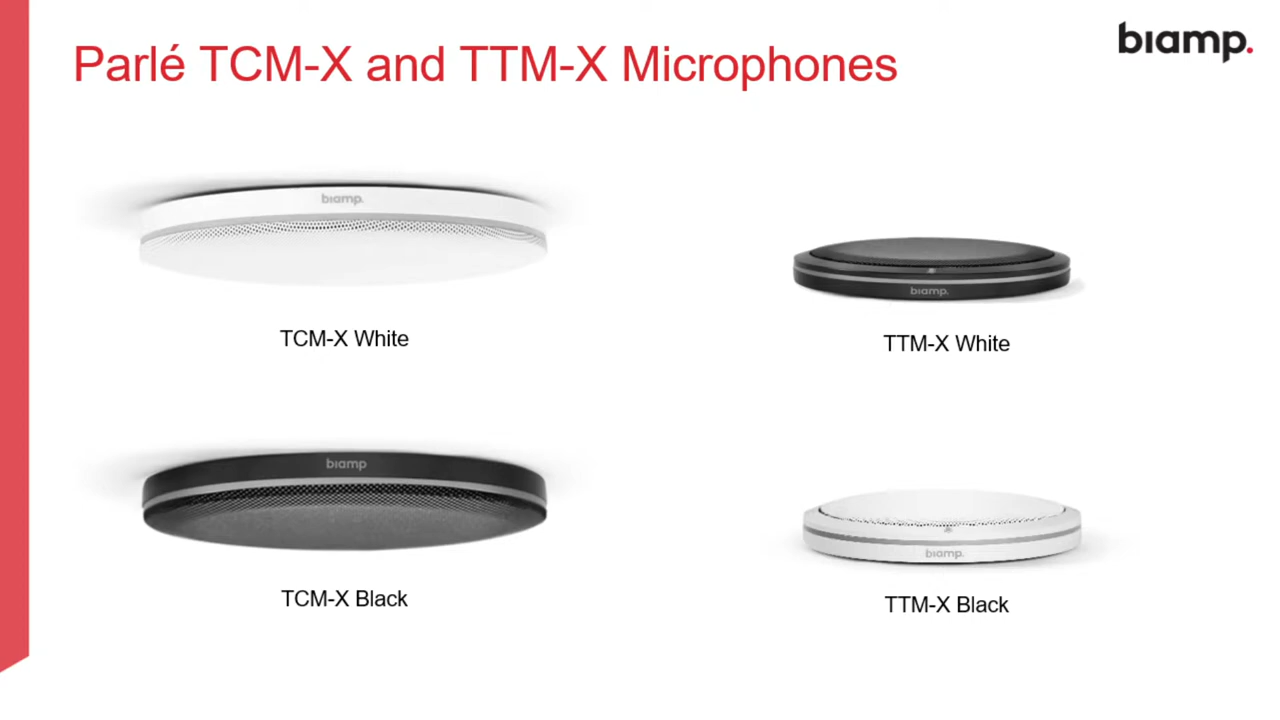 Parlé TCM-X and TTM-X Microphones
biamp.
biamp.
TCM-X White
biamp.
TTM-X White
biamp
TCM-X Black
biamp.
TTM-X Black